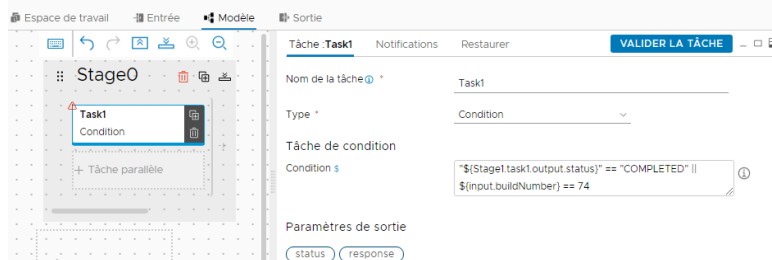 Espace de travail Entrée Modèle Sortie
Tâche :Task1 Notifications Restaurer VALIDER LA TÂCHE
Stage0
Nom de la tâche * Task1
Task1
Condition
Type * Condition
+ Tâche parallèle
Tâche de condition
Condition $ "${Stage1.task1.output.status}" == "COMPLETED" ||
${input.buildNumber} == 74
Paramètres de sortie
status response